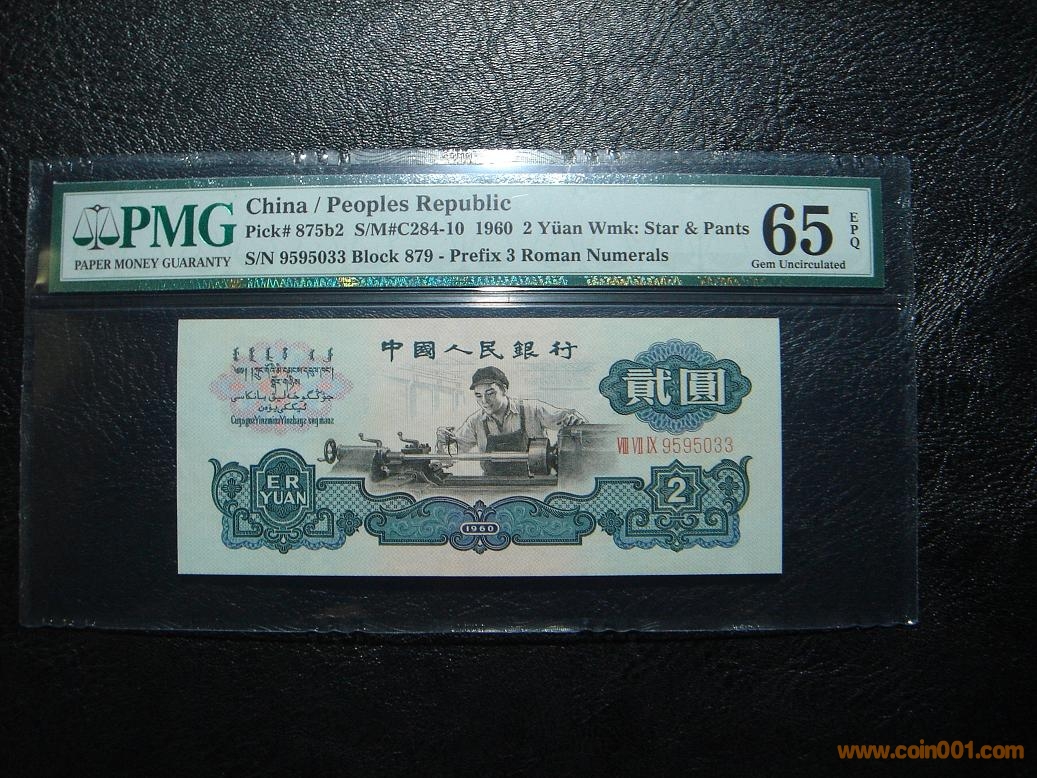 PMG
PAPER MONEY GUARANTY
China / Peoples Republic
Pick# 875b2 S/M#C284-10 1960 2 Yüan Wmk: Star & Pants
S/N 9595033 Block 879 - Prefix 3 Roman Numerals
65
EPQ
Gem Uncirculated
中國人民銀行
貳圓
VIII VII IX 9595033
ER
YUAN
2
1960
www.coin001.com